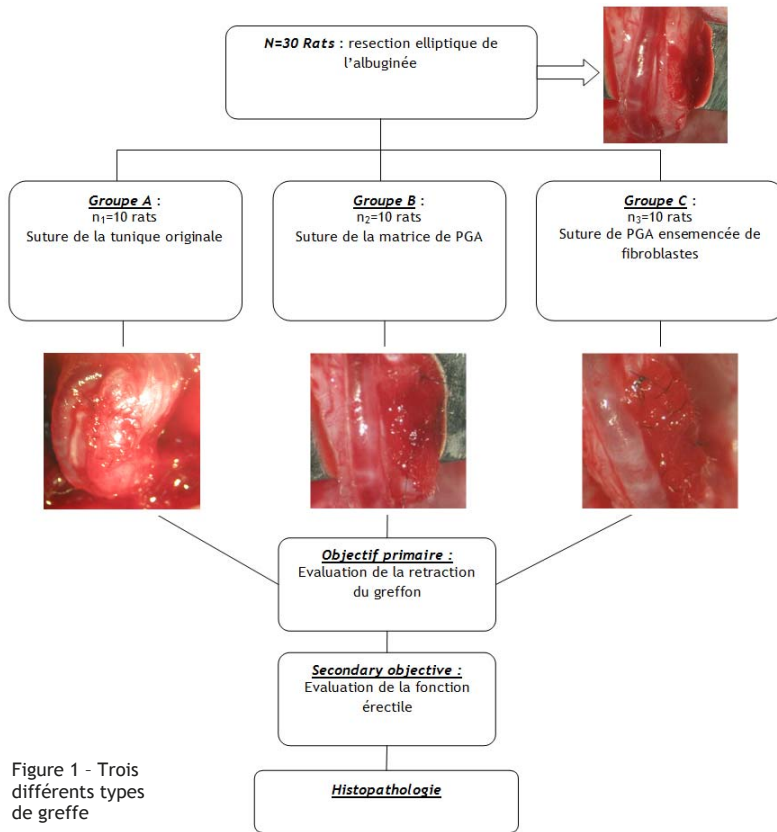 N=30 Rats : resection elliptique de
l'albuginée
Groupe A :
n₁=10 rats
Suture de la tunique originale
Groupe B :
n₂=10 rats
Suture de la matrice de PGA
Groupe C :
n₃=10 rats
Suture de PGA ensemencée de
fibroblastes
Objectif primaire :
Evaluation de la retraction
du greffon
Secondary objective :
Evaluation de la fonction
érectile
Histopathologie
Figure 1 - Trois
différents types
de greffe